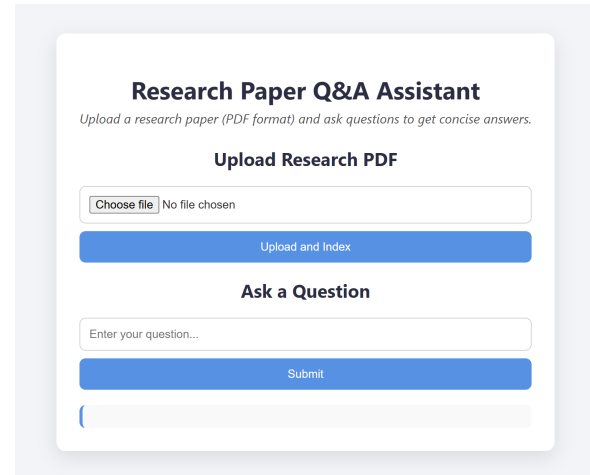 Research Paper Q&A Assistant
Upload a research paper (PDF format) and ask questions to get concise answers.
Upload Research PDF
Choose file No file chosen
Upload and Index
Ask a Question
Enter your question...
Submit